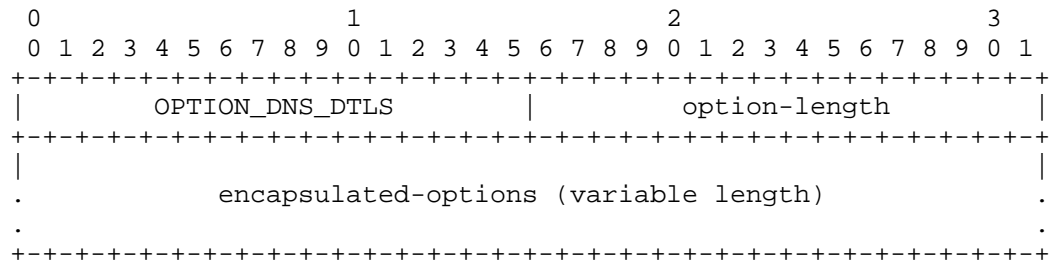 0                   1                   2                   3
 0 1 2 3 4 5 6 7 8 9 0 1 2 3 4 5 6 7 8 9 0 1 2 3 4 5 6 7 8 9 0 1
+-+-+-+-+-+-+-+-+-+-+-+-+-+-+-+-+-+-+-+-+-+-+-+-+-+-+-+-+-+-+-+-+
|        OPTION_DNS_DTLS        |         option-length         |
+-+-+-+-+-+-+-+-+-+-+-+-+-+-+-+-+-+-+-+-+-+-+-+-+-+-+-+-+-+-+-+-+
|                                                               |
.            encapsulated-options (variable length)             .
.                                                               .
+-+-+-+-+-+-+-+-+-+-+-+-+-+-+-+-+-+-+-+-+-+-+-+-+-+-+-+-+-+-+-+-+